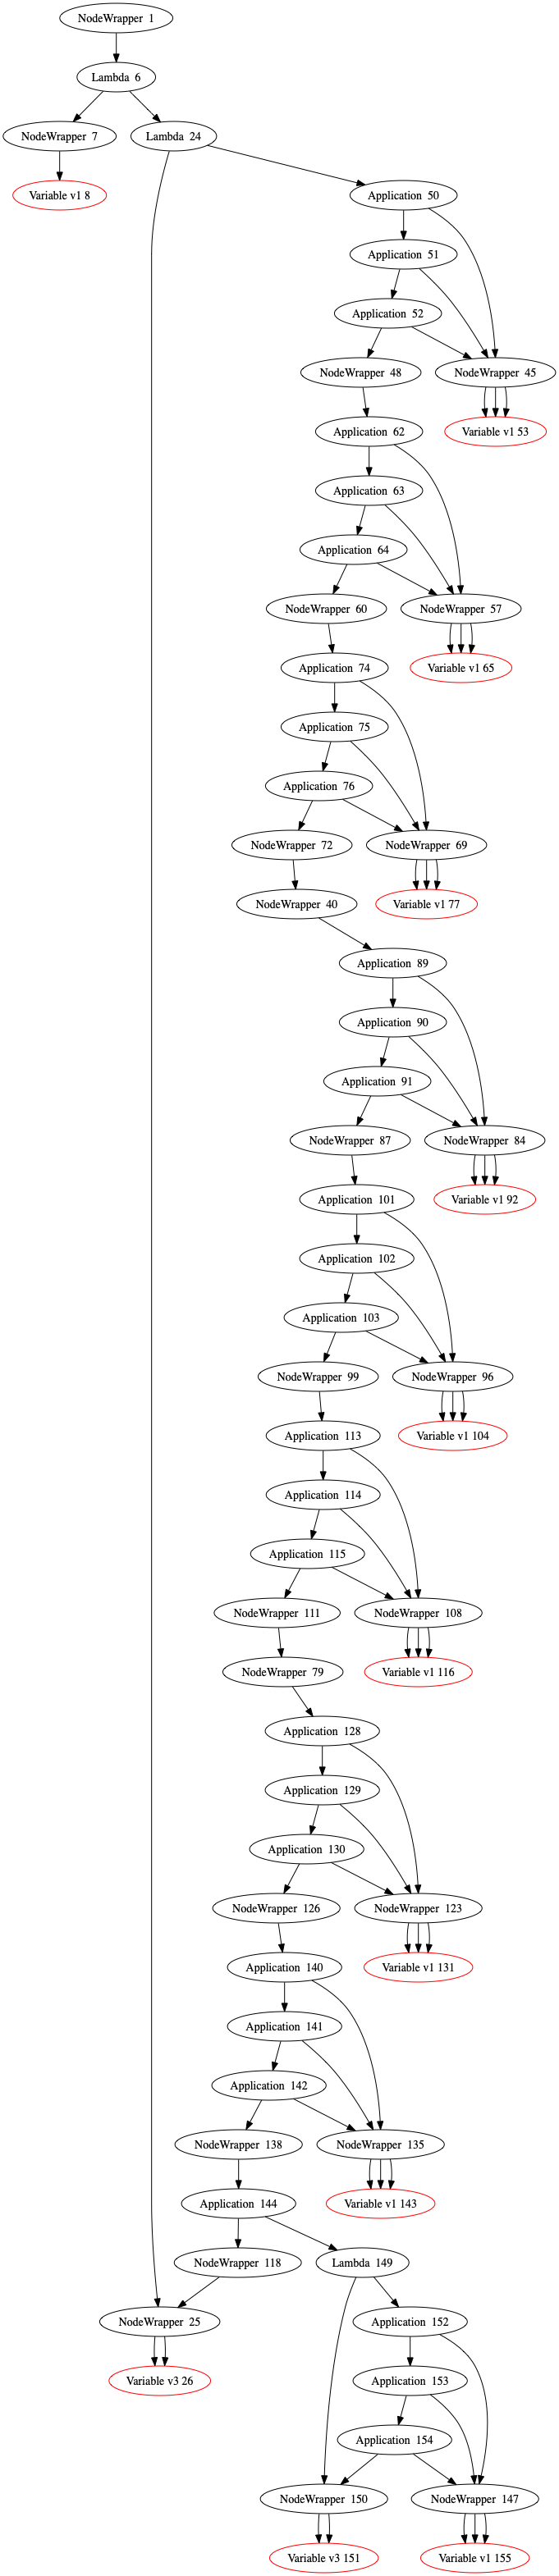 NodeWrapper 1
Lambda 6
NodeWrapper 7
Lambda 24
Variable v1 8
Application 50
Application 51
Application 52
NodeWrapper 48
NodeWrapper 45
Application 62
Variable v1 53
Application 63
Application 64
NodeWrapper 60
NodeWrapper 57
Application 74
Variable v1 65
Application 75
Application 76
NodeWrapper 72
NodeWrapper 69
NodeWrapper 40
Variable v1 77
Application 89
Application 90
Application 91
NodeWrapper 87
NodeWrapper 84
Application 101
Variable v1 92
Application 102
Application 103
NodeWrapper 99
NodeWrapper 96
Application 113
Variable v1 104
Application 114
Application 115
NodeWrapper 111
NodeWrapper 108
NodeWrapper 79
Variable v1 116
Application 128
Application 129
Application 130
NodeWrapper 126
NodeWrapper 123
Application 140
Variable v1 131
Application 141
Application 142
NodeWrapper 138
NodeWrapper 135
Application 144
Variable v1 143
NodeWrapper 118
Lambda 149
NodeWrapper 25
Application 152
Variable v3 26
Application 153
Application 154
NodeWrapper 150
NodeWrapper 147
Variable v3 151
Variable v1 155